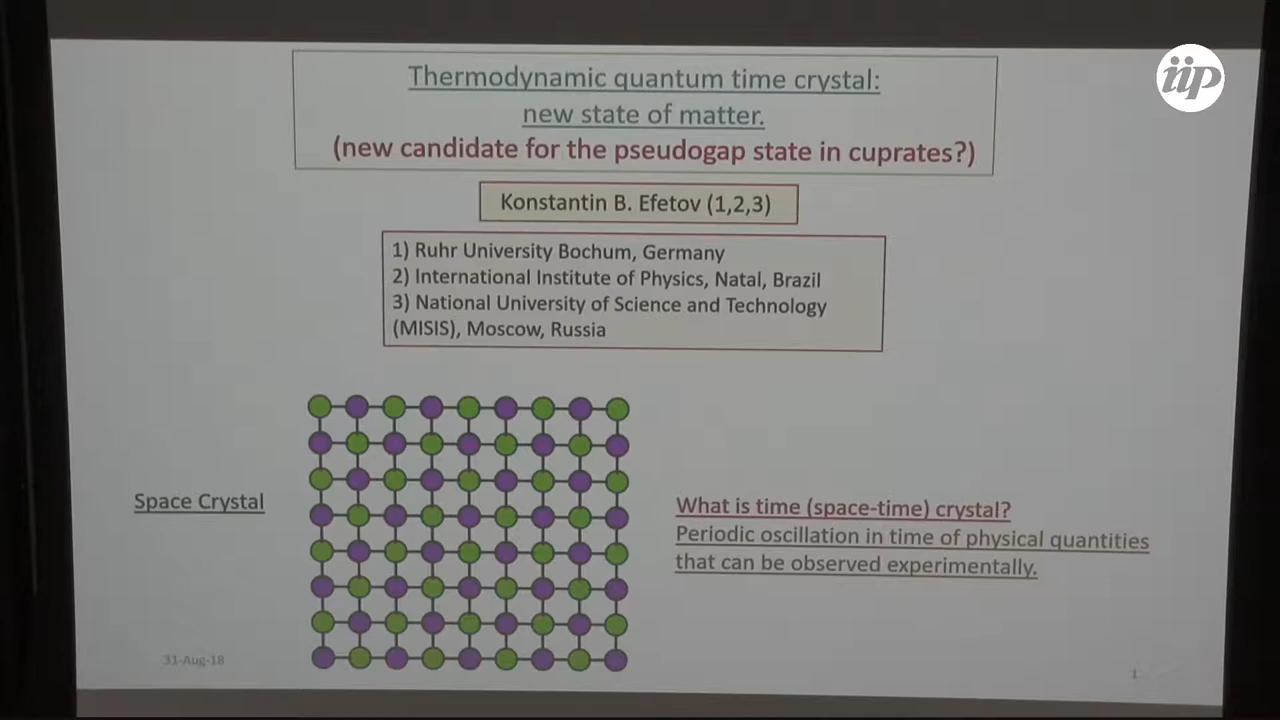 iip
Thermodynamic quantum time crystal:
new state of matter.
(new candidate for the pseudogap state in cuprates?)
Konstantin B. Efetov (1,2,3)
1) Ruhr University Bochum, Germany
2) International Institute of Physics, Natal, Brazil
3) National University of Science and Technology
(MISIS), Moscow, Russia
Space Crystal
What is time (space-time) crystal?
Periodic oscillation in time of physical quantities
that can be observed experimentally.
31-Aug-18
1